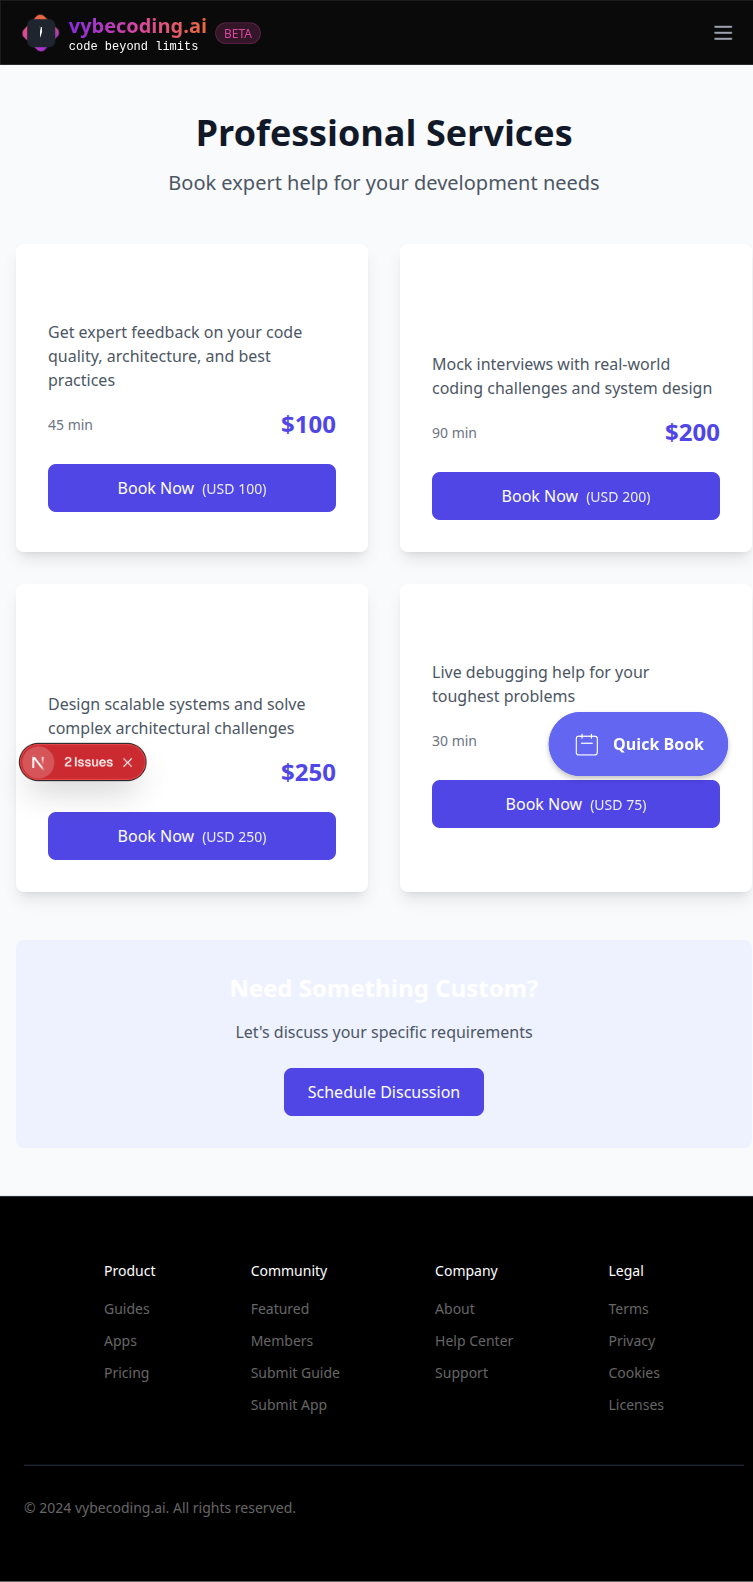 vybecoding.ai
code beyond limits
BETA
Professional Services
Book expert help for your development needs
Get expert feedback on your code
quality, architecture, and best
practices
45 min
$100
Book Now (USD 100)
Mock interviews with real-world
coding challenges and system design
90 min
$200
Book Now (USD 200)
Design scalable systems and solve
complex architectural challenges
$250
Book Now (USD 250)
Live debugging help for your
toughest problems
30 min
Book Now (USD 75)
N
2 Issues
Quick Book
Need Something Custom?
Let's discuss your specific requirements
Schedule Discussion
Product
Guides
Apps
Pricing
Community
Featured
Members
Submit Guide
Submit App
Company
About
Help Center
Support
Legal
Terms
Privacy
Cookies
Licenses
© 2024 vybecoding.ai. All rights reserved.